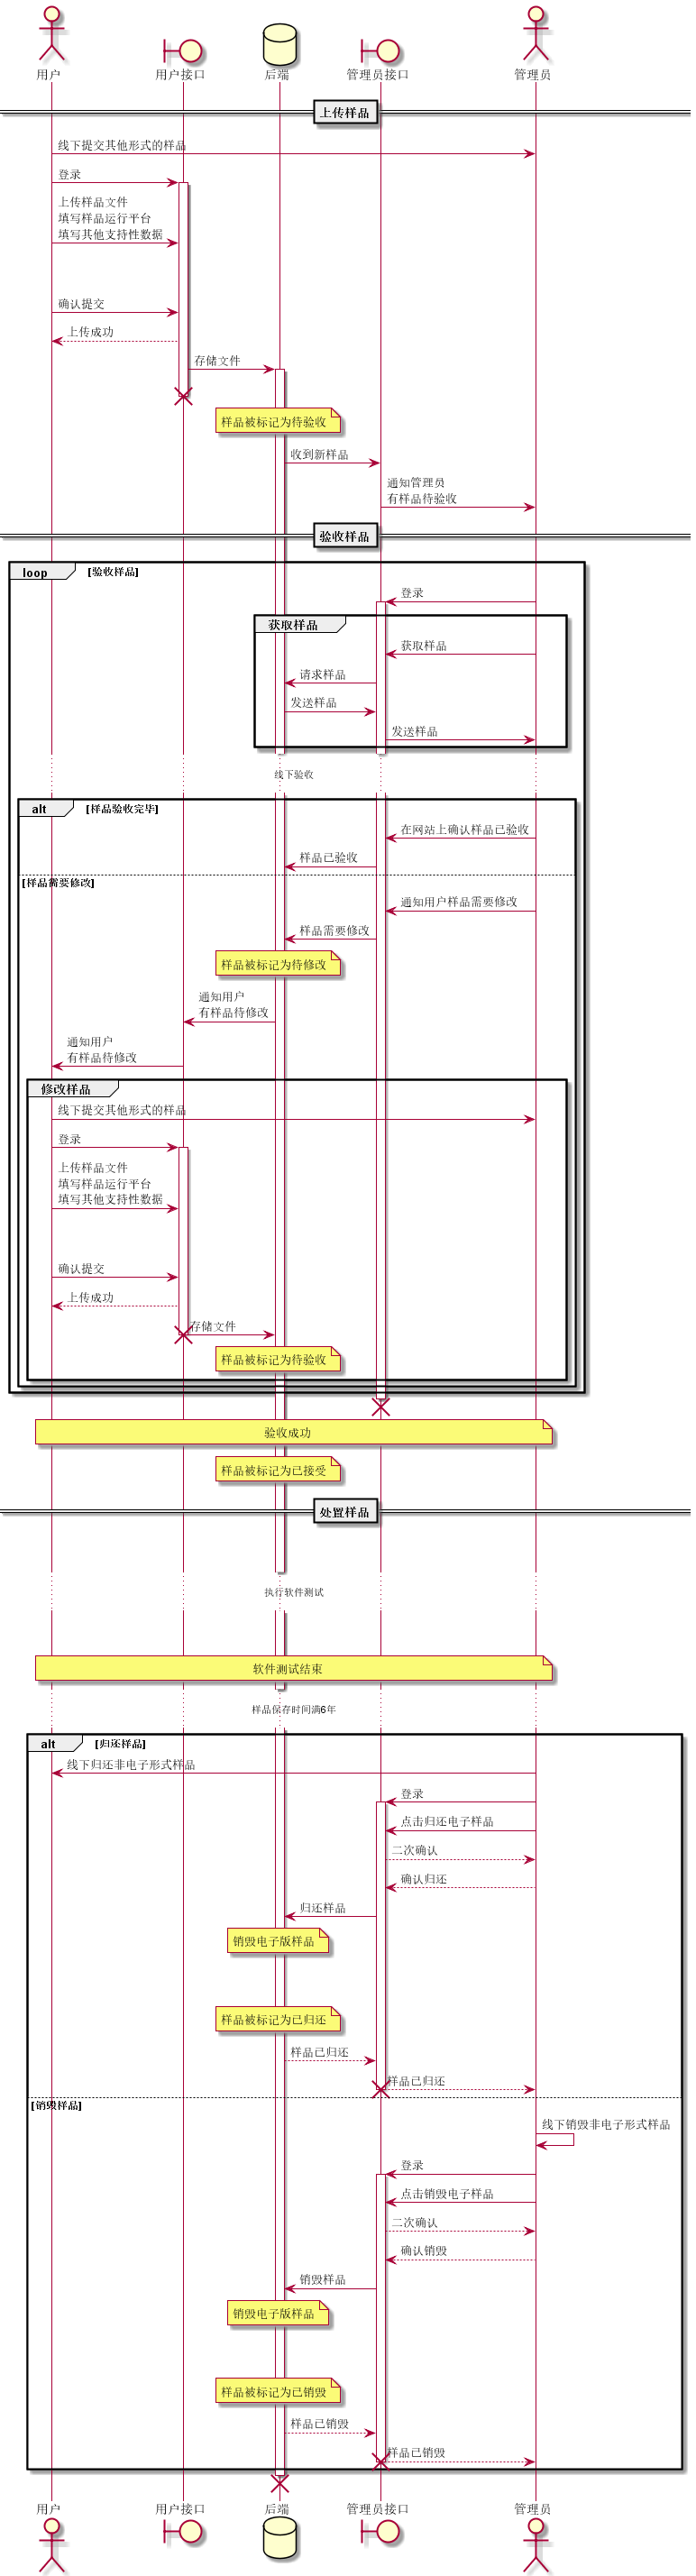 用户
用户接口
后端
管理员接口
管理员
上传样品
线下提交其他形式的样品
登录
上传样品文件
填写样品运行平台
填写其他支持性数据
确认提交
上传成功
存储文件
样品被标记为待验收
收到新样品
通知管理员
有样品待验收
验收样品
loop [验收样品]
登录
获取样品
获取样品
请求样品
发送样品
发送样品
线下验收
alt [样品验收完毕]
在网站上确认样品已验收
样品已验收
[样品需要修改]
通知用户样品需要修改
样品需要修改
样品被标记为待修改
通知用户
有样品待修改
通知用户
有样品待修改
修改样品
线下提交其他形式的样品
登录
上传样品文件
填写样品运行平台
填写其他支持性数据
确认提交
上传成功
存储文件
样品被标记为待验收
验收成功
样品被标记为已接受
处置样品
执行软件测试
软件测试结束
样品保存时间满6年
alt [归还样品]
线下归还非电子形式样品
登录
点击归还电子样品
二次确认
确认归还
归还样品
销毁电子版样品
样品被标记为已归还
样品已归还
样品已归还
[销毁样品]
线下销毁非电子形式样品
登录
点击销毁电子样品
二次确认
确认销毁
销毁样品
销毁电子版样品
样品被标记为已销毁
样品已销毁
样品已销毁
用户
用户接口
后端
管理员接口
管理员